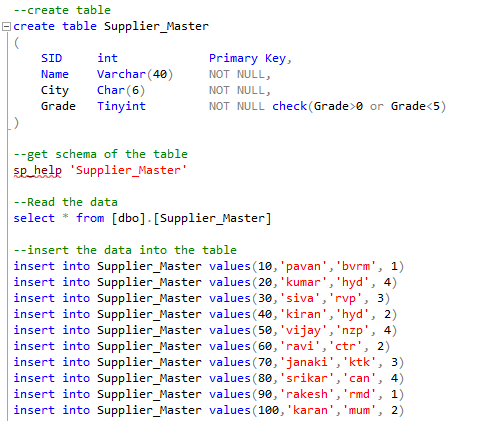 --create table
create table Supplier_Master
(
SID int Primary Key,
Name Varchar(40) NOT NULL,
City Char(6) NOT NULL,
Grade Tinyint NOT NULL check(Grade>0 or Grade<5)
)
--get schema of the table
sp_help 'Supplier_Master'
--Read the data
select * from [dbo].[Supplier_Master]
--insert the data into the table
insert into Supplier_Master values(10,'pavan','bvrm', 1)
insert into Supplier_Master values(20,'kumar','hyd', 4)
insert into Supplier_Master values(30,'siva','rvp', 3)
insert into Supplier_Master values(40,'kiran','hyd', 2)
insert into Supplier_Master values(50,'vijay','nzp', 4)
insert into Supplier_Master values(60,'ravi','ctr', 2)
insert into Supplier_Master values(70,'janaki','ktk', 3)
insert into Supplier_Master values(80,'srikar','can', 4)
insert into Supplier_Master values(90,'rakesh','rmd', 1)
insert into Supplier_Master values(100,'karan','mum', 2)